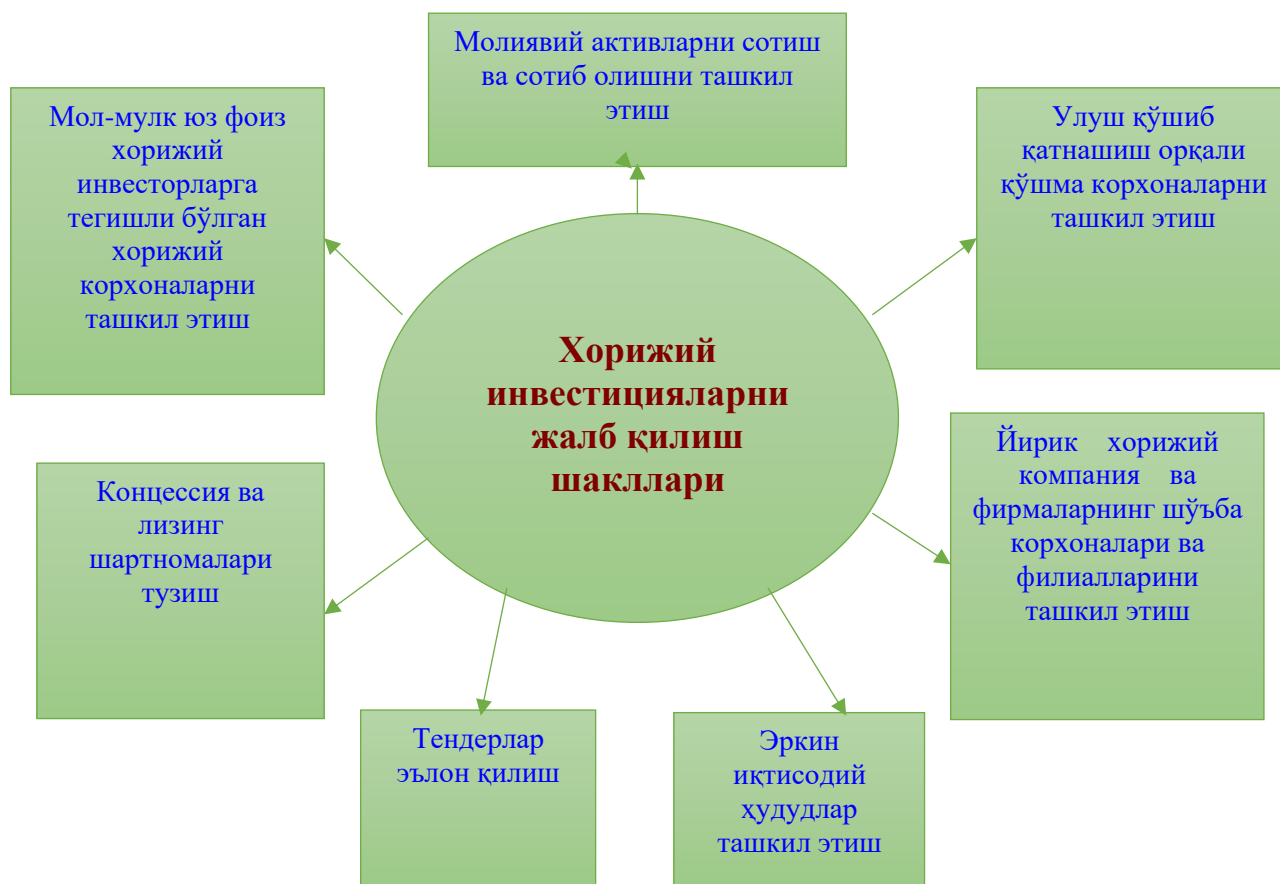 Молиявий активларни сотиш
ва сотиб олишни ташкил
этиш
Мол-мулк юз фоиз
хорижий
инвесторларга
тегишли бўлган
хорижий
корхоналарни
ташкил этиш
Улуш қўшиб
қатнашиш орқали
қўшма корхоналарни
ташкил этиш
Хорижий
инвестицияларни
жалб қилиш
шакллари
Концессия ва
лизинг
шартномалари
тузиш
Йирик хорижий
компания ва
фирмаларнинг шўъба
корхоналари ва
филиалларини
ташкил этиш
Тендерлар
эълон қилиш
Эркин
иқтисодий
ҳудудлар
ташкил этиш